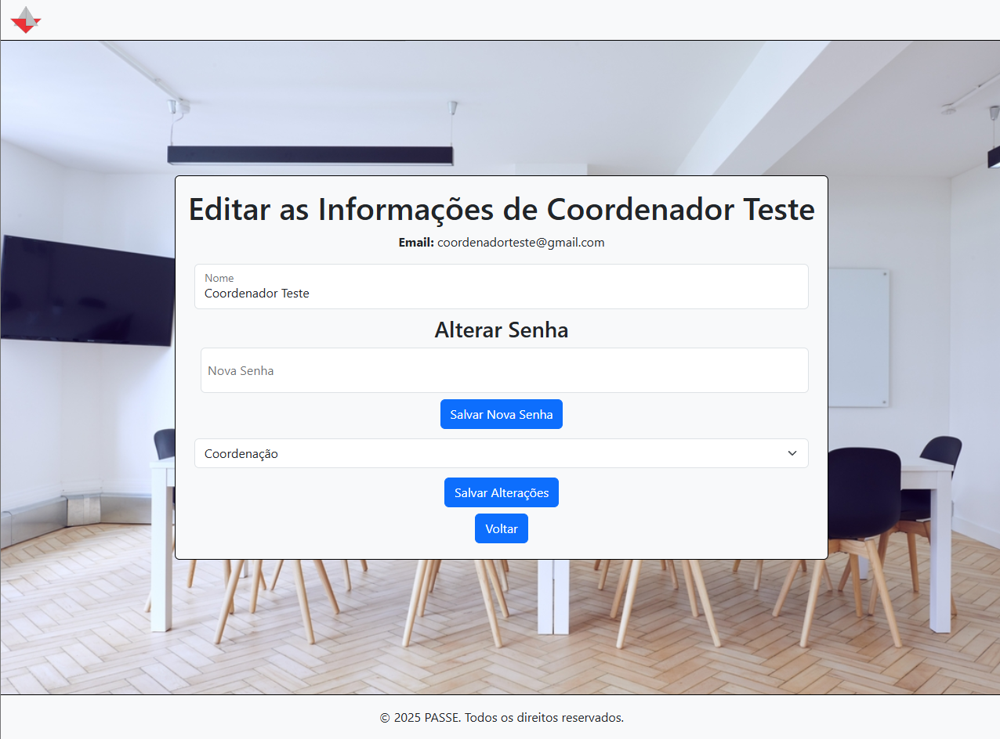 Editar as Informações de Coordenador Teste
Email: coordenadorteste@gmail.com
Nome
Coordenador Teste
Alterar Senha
Nova Senha
Salvar Nova Senha
Coordenação
Salvar Alterações
Voltar
© 2025 PASSE. Todos os direitos reservados.